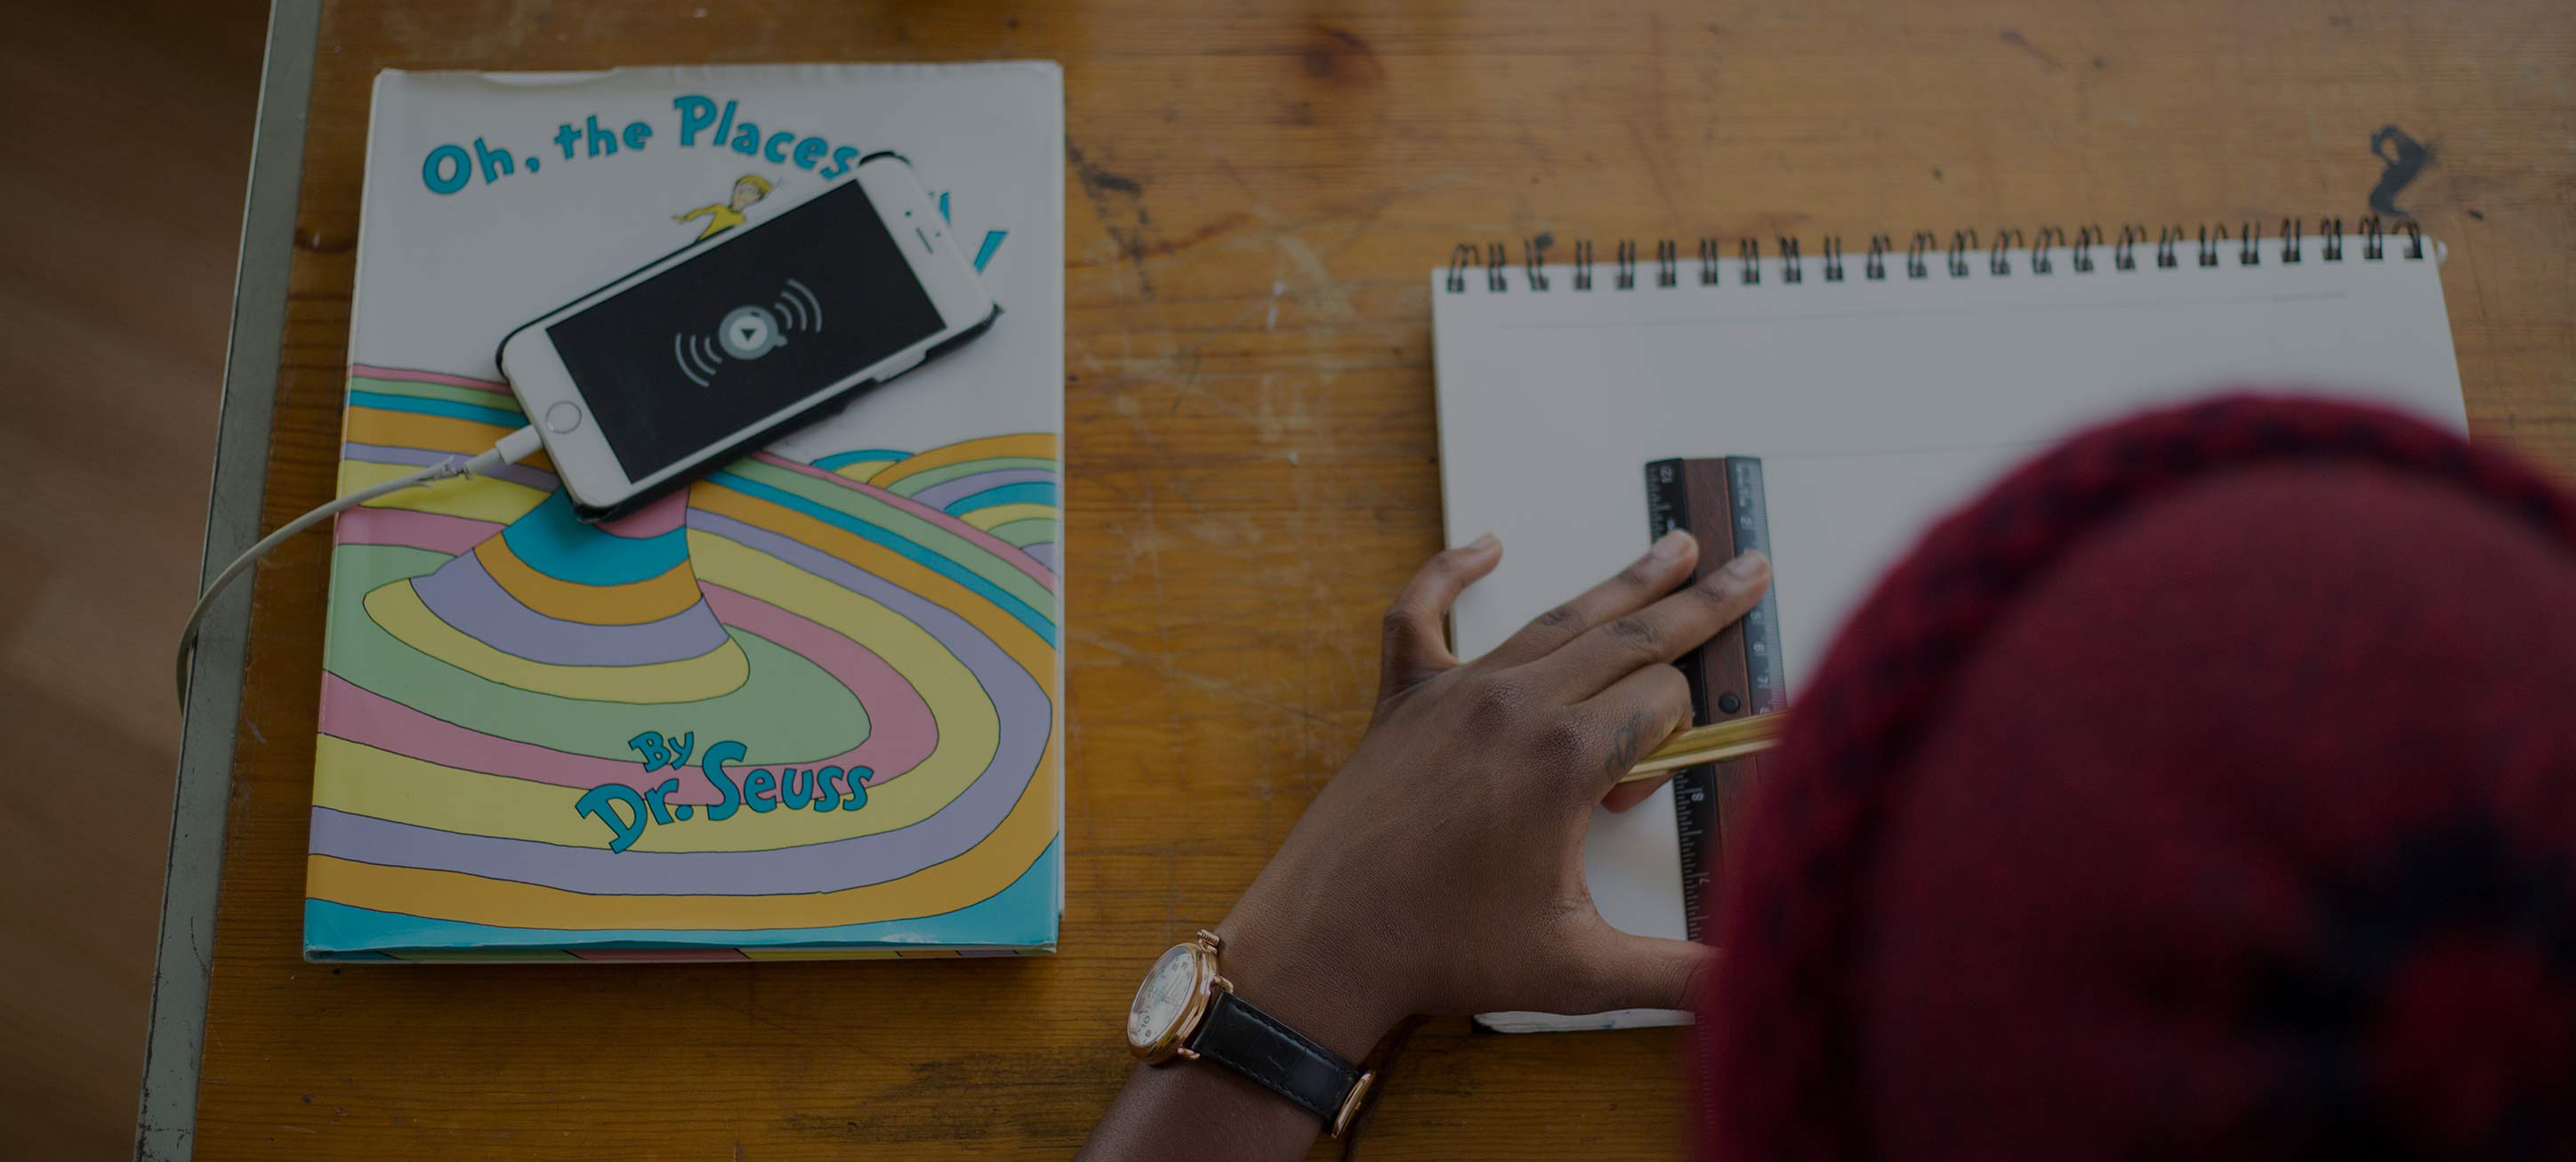 Oh, the Places
By
Dr. Seuss